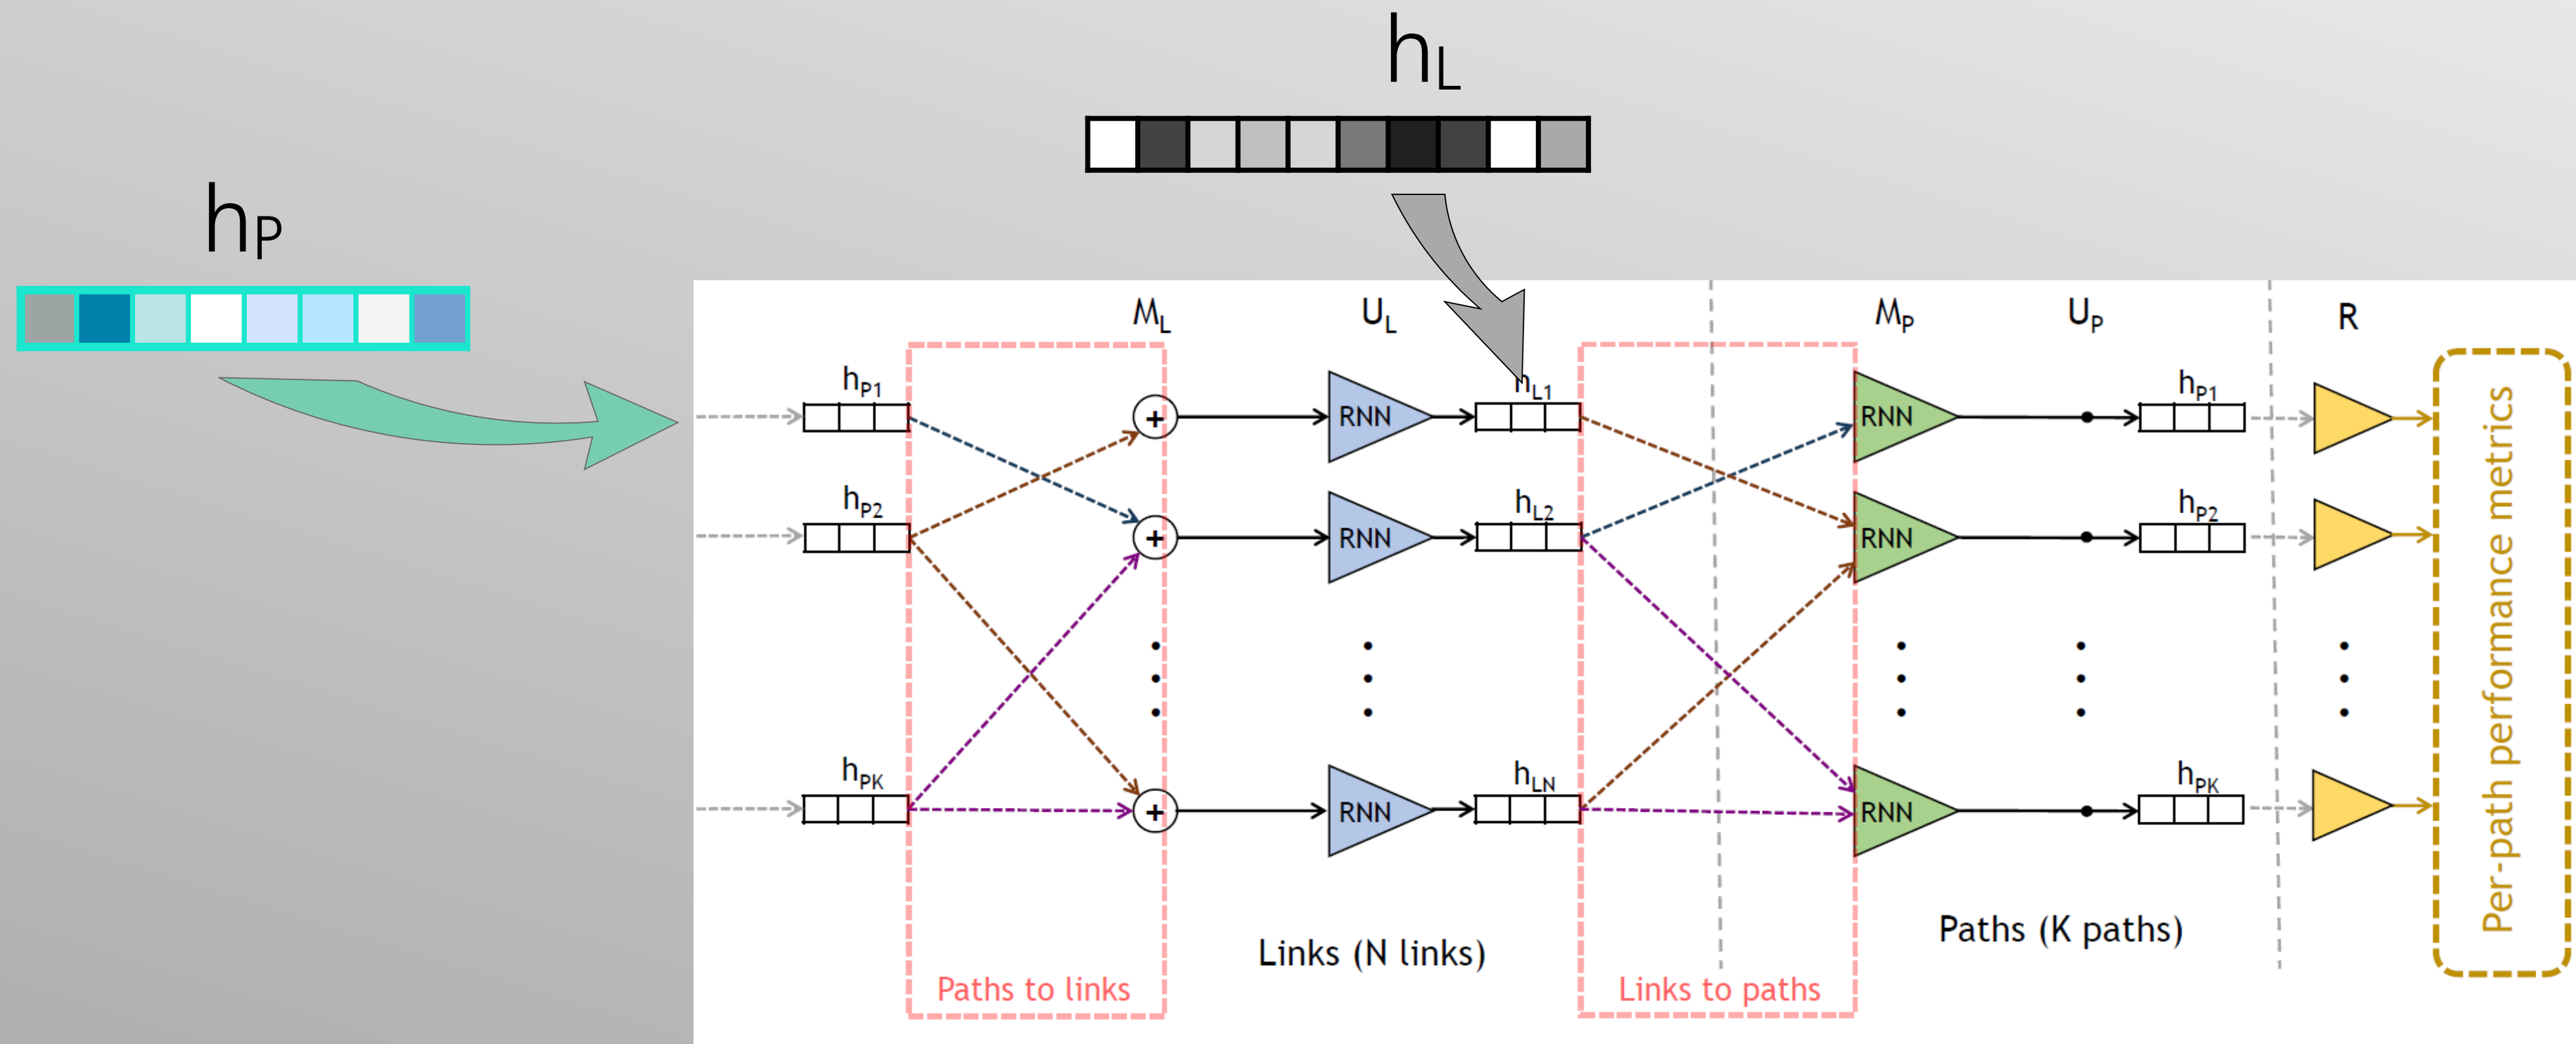 hL
hP
ML
UL
MP
UP
R
hP1
+
RNN
hL1
RNN
hP1
hP2
+
RNN
hL2
RNN
hP2
hPK
+
RNN
hLN
RNN
hPK
Per-path performance metrics
Links (N links)
Paths (K paths)
Paths to links
Links to paths